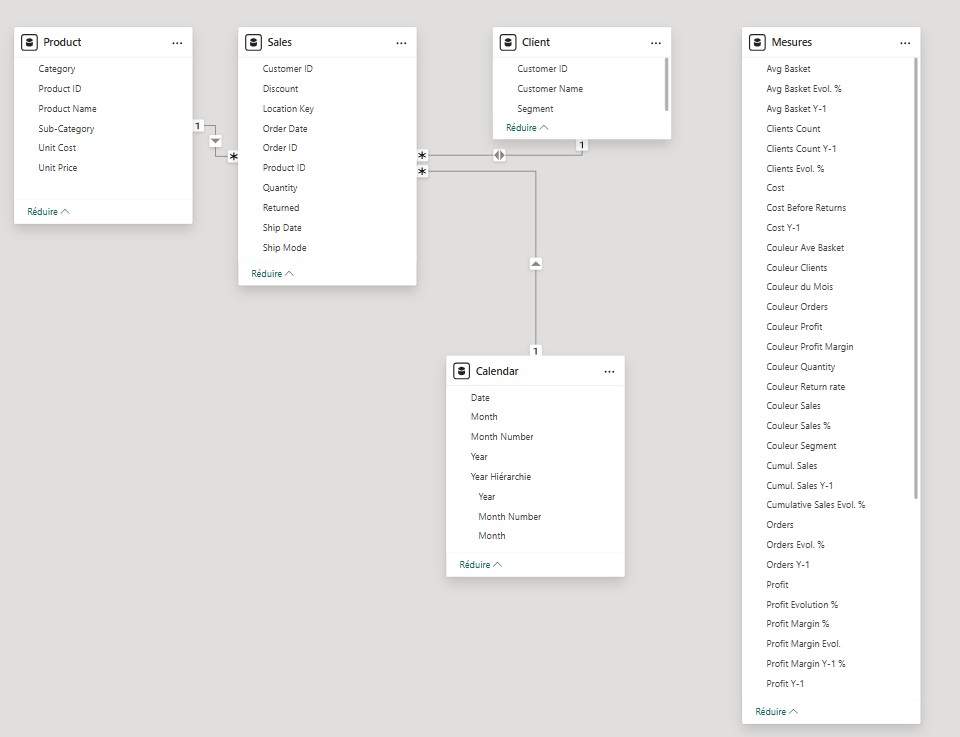 Product
Category
Product ID
Product Name
Sub-Category
Unit Cost
Unit Price
Réduire
1
*
Sales
Customer ID
Discount
Location Key
Order Date
Order ID
Product ID
Quantity
Returned
Ship Date
Ship Mode
Réduire
*
*
Client
Customer ID
Customer Name
Segment
Réduire
1
1
Calendar
Date
Month
Month Number
Year
Year Hiérarchie
Year
Month Number
Month
Réduire
Mesures
Avg Basket
Avg Basket Evol. %
Avg Basket Y-1
Clients Count
Clients Count Y-1
Clients Evol. %
Cost
Cost Before Returns
Cost Y-1
Couleur Ave Basket
Couleur Clients
Couleur du Mois
Couleur Orders
Couleur Profit
Couleur Profit Margin
Couleur Quantity
Couleur Return rate
Couleur Sales
Couleur Sales %
Couleur Segment
Cumul. Sales
Cumul. Sales Y-1
Cumulative Sales Evol. %
Orders
Orders Evol. %
Orders Y-1
Profit
Profit Evolution %
Profit Margin %
Profit Margin Evol.
Profit Margin Y-1 %
Profit Y-1
Réduire